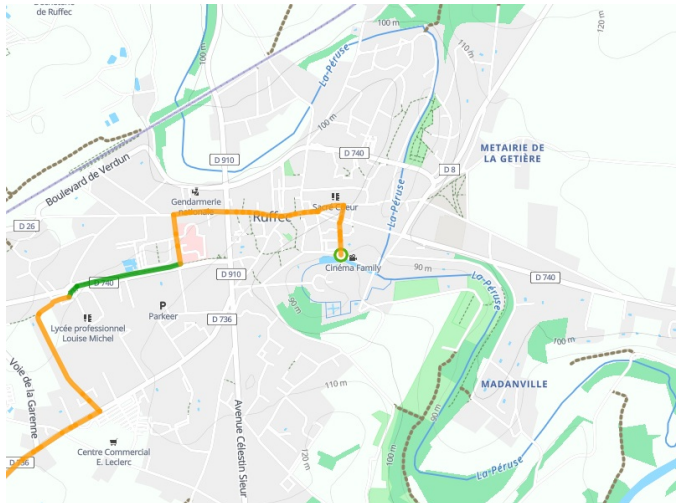 de Ruffec
100 m
110 m
120 m
100 m
La-Péruse
100 m
METAIRIE DE
LA GETIÈRE
D 910
D 740
D 8
Boulevard de Verdun
Gendarmerie
nationale
Sacré Coeur
Ruffec
La-Péruse
D 26
D 740
D 910
Cinéma Family
90 m
La-Péruse
D 740
90 m
P
Parkeer
D 736
Lycée professionnel
Louise Michel
100 m
Voie de la Garenne
110 m
MADANVILLE
90 m
Avenue Célestin Sieur
Centre Commercial
E. Leclerc
120 m
100 m
La-Péruse
D 736